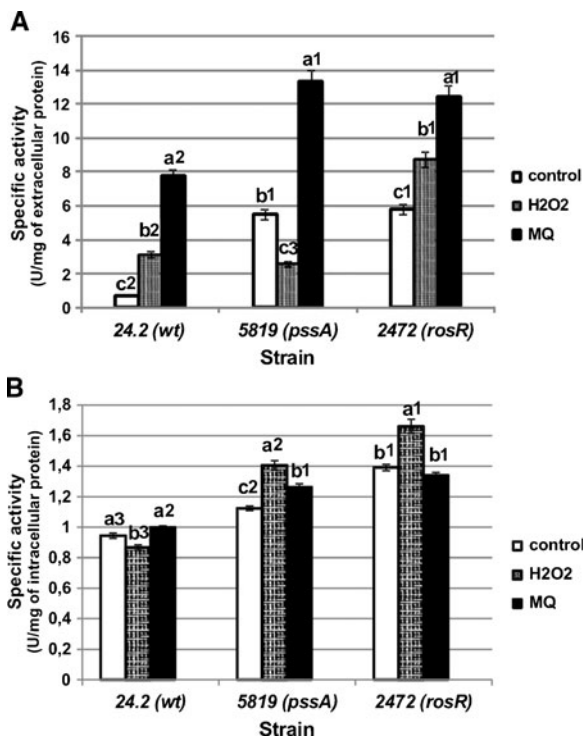 A
Specific activity
(U/mg of extracellular protein)
16
14
12
10
8
6
4
2
0
c2
b2
a2
b1
c3
a1
c1
b1
a1
control
H2O2
MQ
24.2 (wt)
5819 (pssA)
2472 (rosR)
Strain
B
Specific activity
(U/mg of intracellular protein)
1,8
1,6
1,4
1,2
1
0,8
0,6
0,4
0,2
0
a3
b3
a2
c2
a2
b1
b1
a1
b1
control
H2O2
MQ
24.2 (wt)
5819 (pssA)
2472 (rosR)
Strain